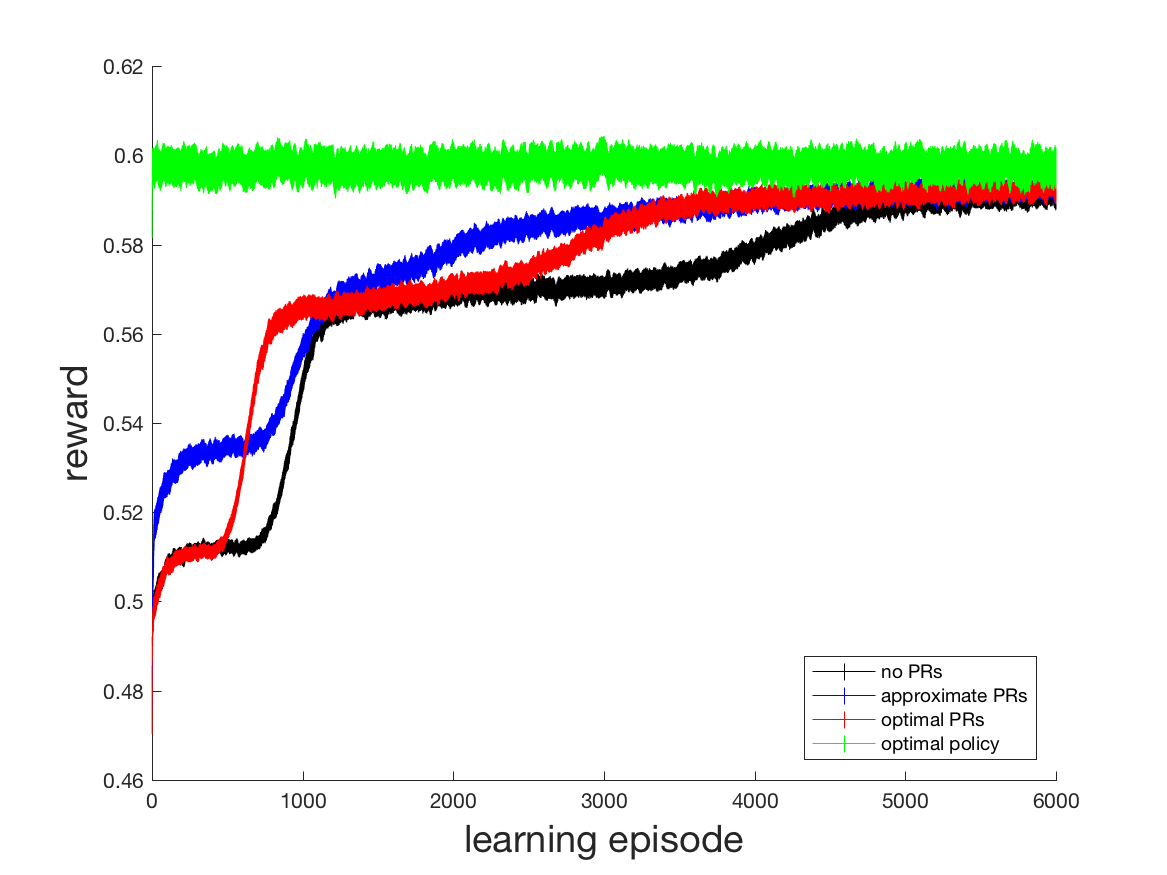 0.62
0.6
0.58
0.56
0.54
0.52
0.5
0.48
0.46
reward
0 1000 2000 3000 4000 5000 6000
learning episode
no PRs
approximate PRs
optimal PRs
optimal policy